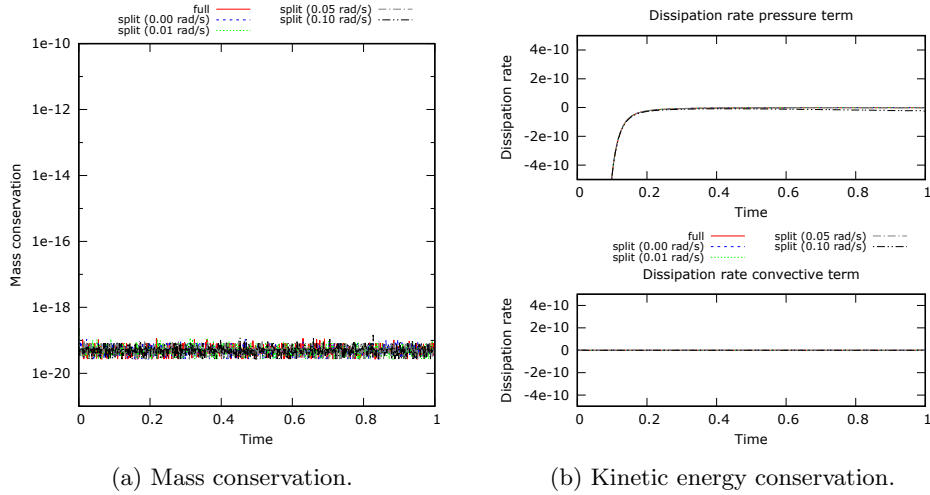 full
split (0.00 rad/s)
split (0.01 rad/s)
split (0.05 rad/s)
split (0.10 rad/s)
Mass conservation
1e-10
1e-12
1e-14
1e-16
1e-18
1e-20
0 0.2 0.4 0.6 0.8 1
Time
(a) Mass conservation.
Dissipation rate pressure term
Dissipation rate
4e-10
2e-10
0
-2e-10
-4e-10
0 0.2 0.4 0.6 0.8 1
Time
full
split (0.00 rad/s)
split (0.01 rad/s)
split (0.05 rad/s)
split (0.10 rad/s)
Dissipation rate convective term
Dissipation rate
4e-10
2e-10
0
-2e-10
-4e-10
0 0.2 0.4 0.6 0.8 1
Time
(b) Kinetic energy conservation.